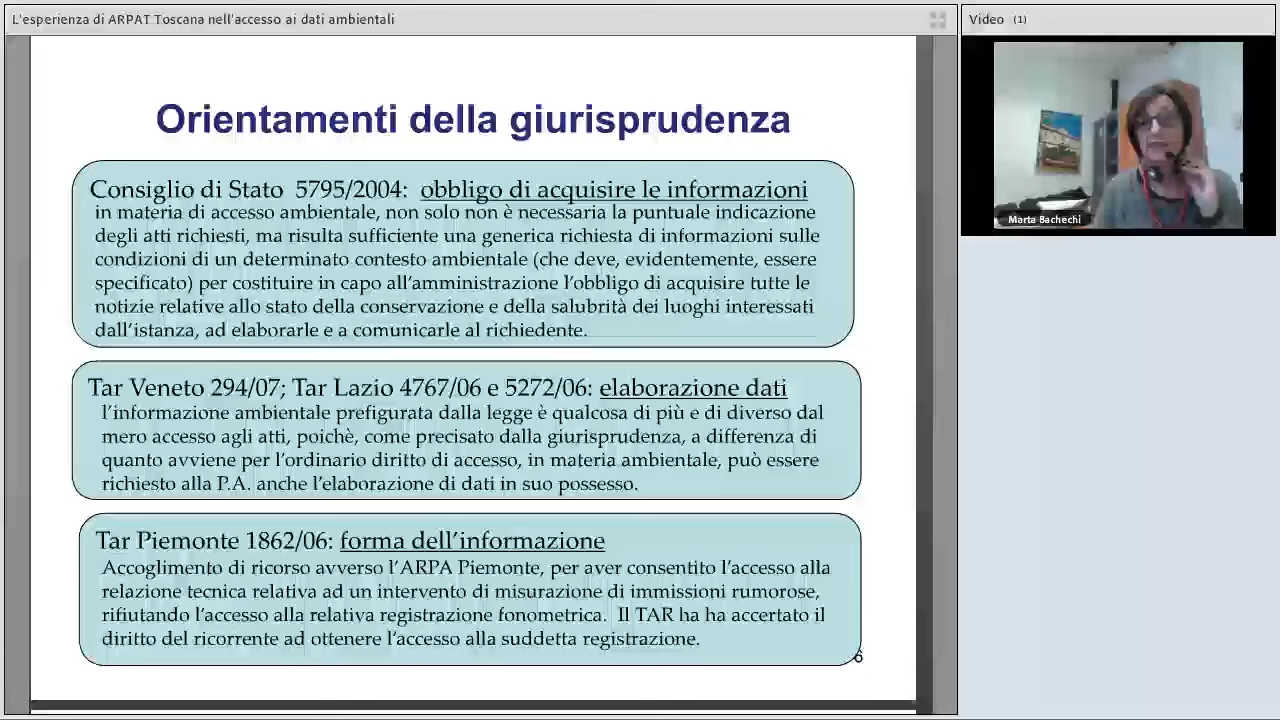 L'esperienza di ARPAT Toscana nell'accesso ai dati ambientali
Video (1)
Marta Bachechi
Orientamenti della giurisprudenza
Consiglio di Stato 5795/2004: obbligo di acquisire le informazioni
in materia di accesso ambientale, non solo non è necessaria la puntuale indicazione
degli atti richiesti, ma risulta sufficiente una generica richiesta di informazioni sulle
condizioni di un determinato contesto ambientale (che deve, evidentemente, essere
specificato) per costituire in capo all'amministrazione l'obbligo di acquisire tutte le
notizie relative allo stato della conservazione e della salubrità dei luoghi interessati
dall'istanza, ad elaborarle e a comunicarle al richiedente.
Tar Veneto 294/07; Tar Lazio 4767/06 e 5272/06: elaborazione dati
l'informazione ambientale prefigurata dalla legge è qualcosa di più e di diverso dal
mero accesso agli atti, poichè, come precisato dalla giurisprudenza, a differenza di
quanto avviene per l'ordinario diritto di accesso, in materia ambientale, può essere
richiesto alla P.A. anche l'elaborazione di dati in suo possesso.
Tar Piemonte 1862/06: forma dell'informazione
Accoglimento di ricorso avverso l'ARPA Piemonte, per aver consentito l'accesso alla
relazione tecnica relativa ad un intervento di misurazione di immissioni rumorose,
rifiutando l'accesso alla relativa registrazione fonometrica. Il TAR ha ha accertato il
diritto del ricorrente ad ottenere l'accesso alla suddetta registrazione.
6